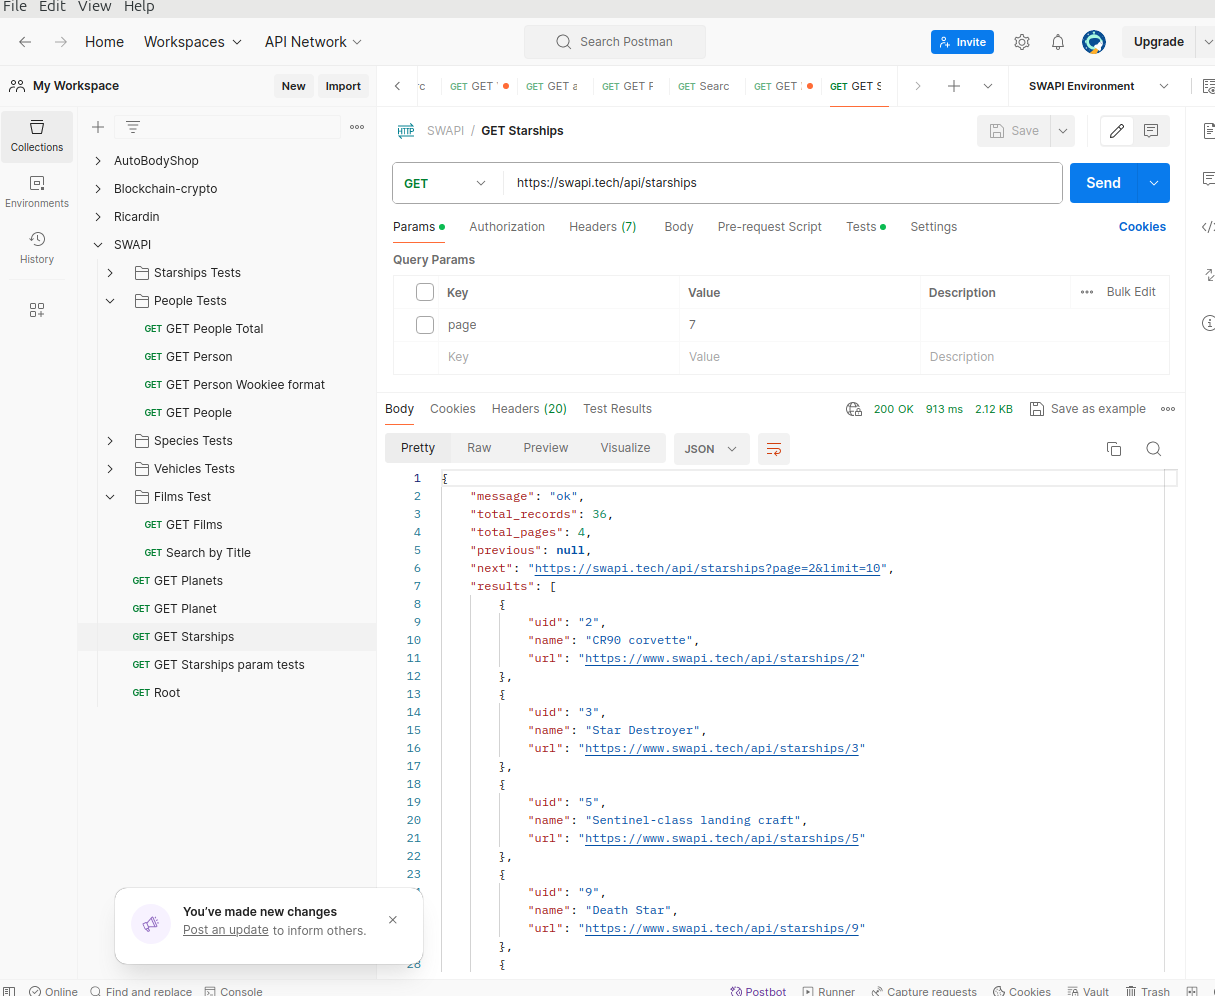 File Edit View Help
Home Workspaces API Network Search Postman Invite Upgrade
My Workspace New Import
GET GET GET a GET GET F GET Searc GET GET GET GET S SWAPI Environment
Collections
Environments
History
AutoBodyShop
Blockchain-crypto
Ricardin
SWAPI
Starships Tests
People Tests
GET GET People Total
GET GET Person
GET GET Person Wookiee format
GET GET People
Species Tests
Vehicles Tests
Films Test
GET GET Films
GET Search by Title
GET GET Planets
GET GET Planet
GET GET Starships
GET GET Starships param tests
GET Root
HTTP SWAPI / GET Starships Save
GET https://swapi.tech/api/starships Send
Params Authorization Headers (7) Body Pre-request Script Tests Settings Cookies
Query Params
Key Value Description Bulk Edit
page 7
Key Value Description
Body Cookies Headers (20) Test Results 200 OK 913 ms 2.12 KB Save as example
Pretty Raw Preview Visualize JSON
1 {
2 "message": "ok",
3 "total_records": 36,
4 "total_pages": 4,
5 "previous": null,
6 "next": "https://swapi.tech/api/starships?page=2&limit=10",
7 "results": [
8 {
9 "uid": "2",
10 "name": "CR90 corvette",
11 "url": "https://www.swapi.tech/api/starships/2"
12 },
13 {
14 "uid": "3",
15 "name": "Star Destroyer",
16 "url": "https://www.swapi.tech/api/starships/3"
17 },
18 {
19 "uid": "5",
20 "name": "Sentinel-class landing craft",
21 "url": "https://www.swapi.tech/api/starships/5"
22 },
23 {
"uid": "9",
"name": "Death Star",
"url": "https://www.swapi.tech/api/starships/9"
},
28 {
You've made new changes
Post an update to inform others.
Online Find and replace Console Postbot Runner Capture requests Cookies Vault Trash